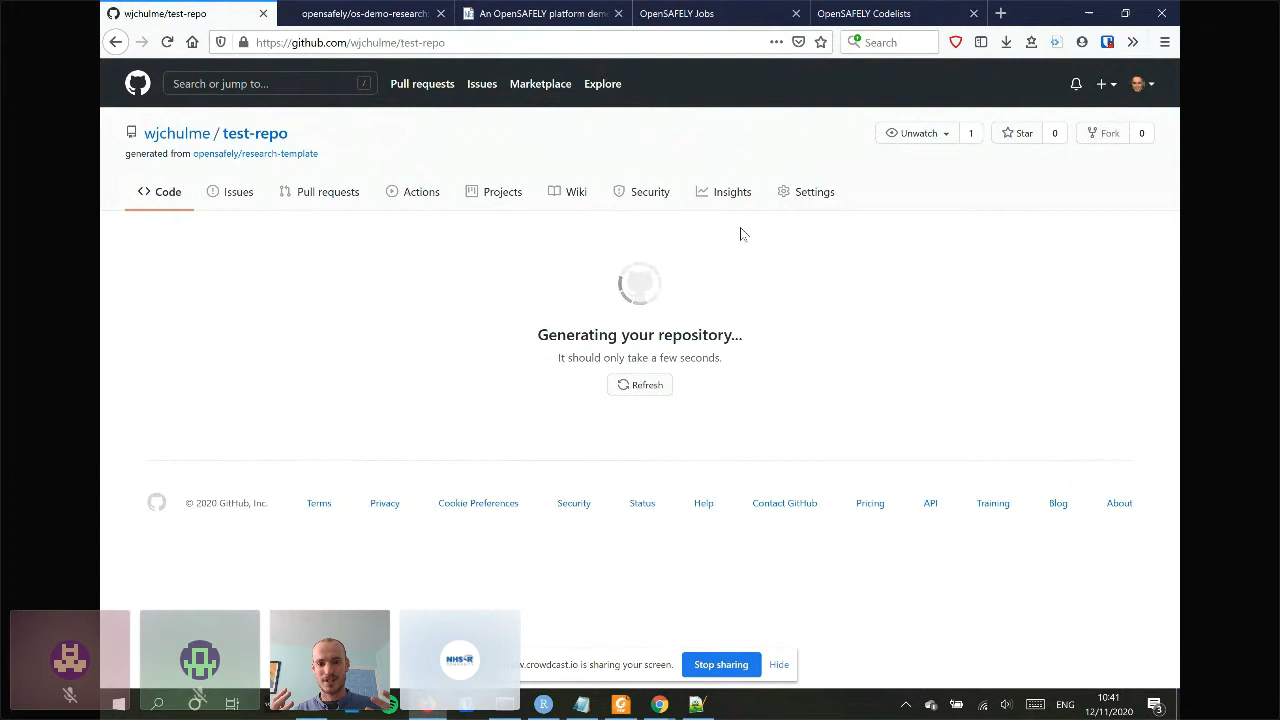 wjchulme/test-repo
opensafely/os-demo-research
An OpenSAFELY platform dem
OpenSAFELY Jobs
OpenSAFELY Codelists
https://github.com/wjchulme/test-repo
Search
Search or jump to...
/
Pull requests
Issues
Marketplace
Explore
wjchulme / test-repo
generated from opensafely/research-template
Unwatch
1
Star
0
Fork
0
Code
Issues
Pull requests
Actions
Projects
Wiki
Security
Insights
Settings
Generating your repository...
It should only take a few seconds.
Refresh
© 2020 GitHub, Inc.
Terms
Privacy
Cookie Preferences
Security
Status
Help
Contact GitHub
Pricing
API
Training
Blog
About
NHS-R
COMMUNITY
w.crowdcast.io is sharing your screen.
Stop sharing
Hide
ENG
10:41
12/11/2020
3